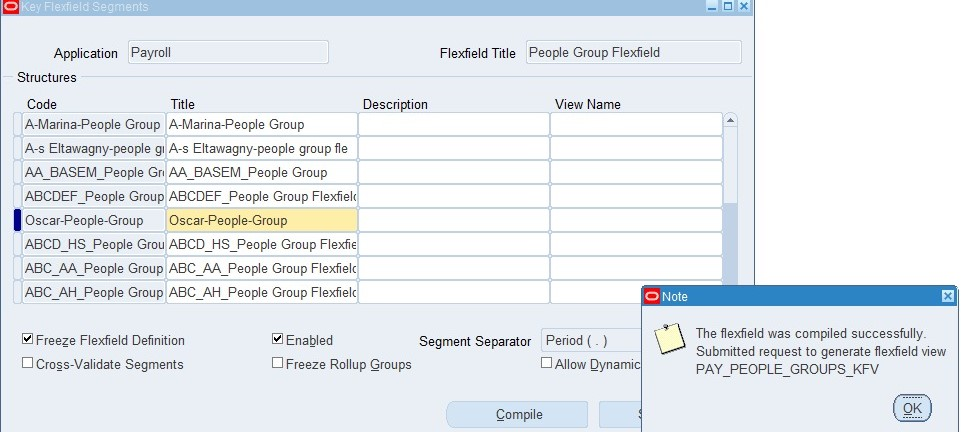 Key Flexfield Segments
Application Payroll Flexfield Title People Group Flexfield
Structures
Code Title Description View Name
A-Marina-People Group A-Marina-People Group
A-s Eltawagny-people g A-s Eltawagny-people group fle
AA_BASEM_People Gr AA_BASEM_People Group
ABCDEF_People Group ABCDEF_People Group Flexfield
Oscar-People-Group Oscar-People-Group
ABCD_HS_People Grou ABCD_HS_People Group Flexfie
ABC_AA_People Group ABC_AA_People Group Flexfield
ABC_AH_People Group ABC_AH_People Group Flexfield
Note
Freeze Flexfield Definition Enabled Segment Separator Period ( . )
Cross-Validate Segments Freeze Rollup Groups Allow Dynamic
The flexfield was compiled successfully.
Submitted request to generate flexfield view
PAY_PEOPLE_GROUPS_KFV
OK
Compile S